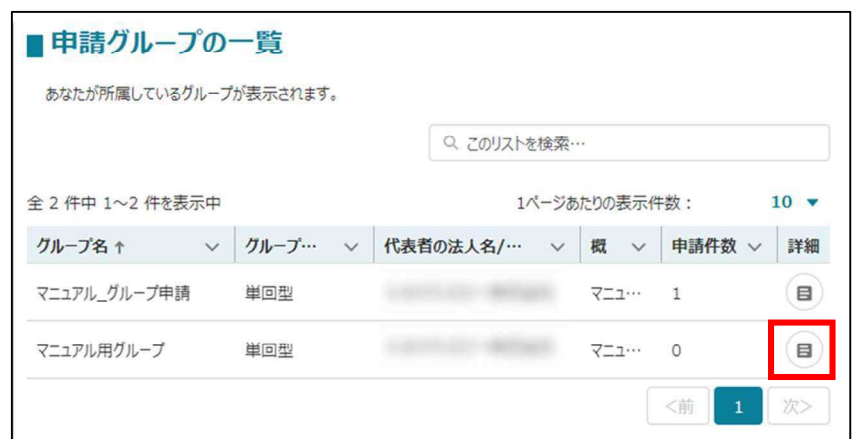 申請グループの一覧
あなたが所属しているグループが表示されます。
このリストを検索…
全 2 件中 1～2 件を表示中 1ページあたりの表示件数： 10
グループ名↑ グループ… 代表者の法人名/… 概 申請件数 詳細
マニュアル_グループ申請 単回型 マニュ… 1
マニュアル用グループ 単回型 マニュ… 0
<前 1 次>